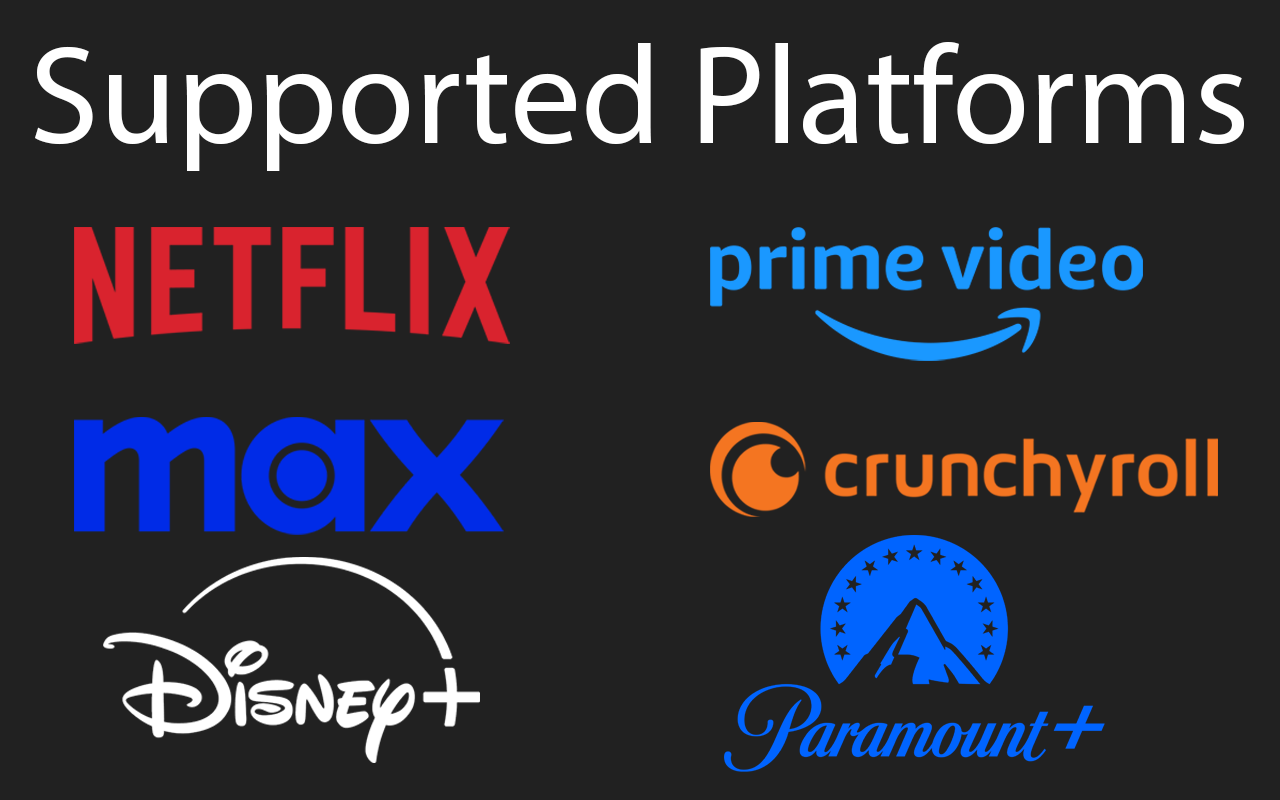 Supported Platforms
NETFLIX
prime video
max
crunchyroll
Disney+
Paramount+